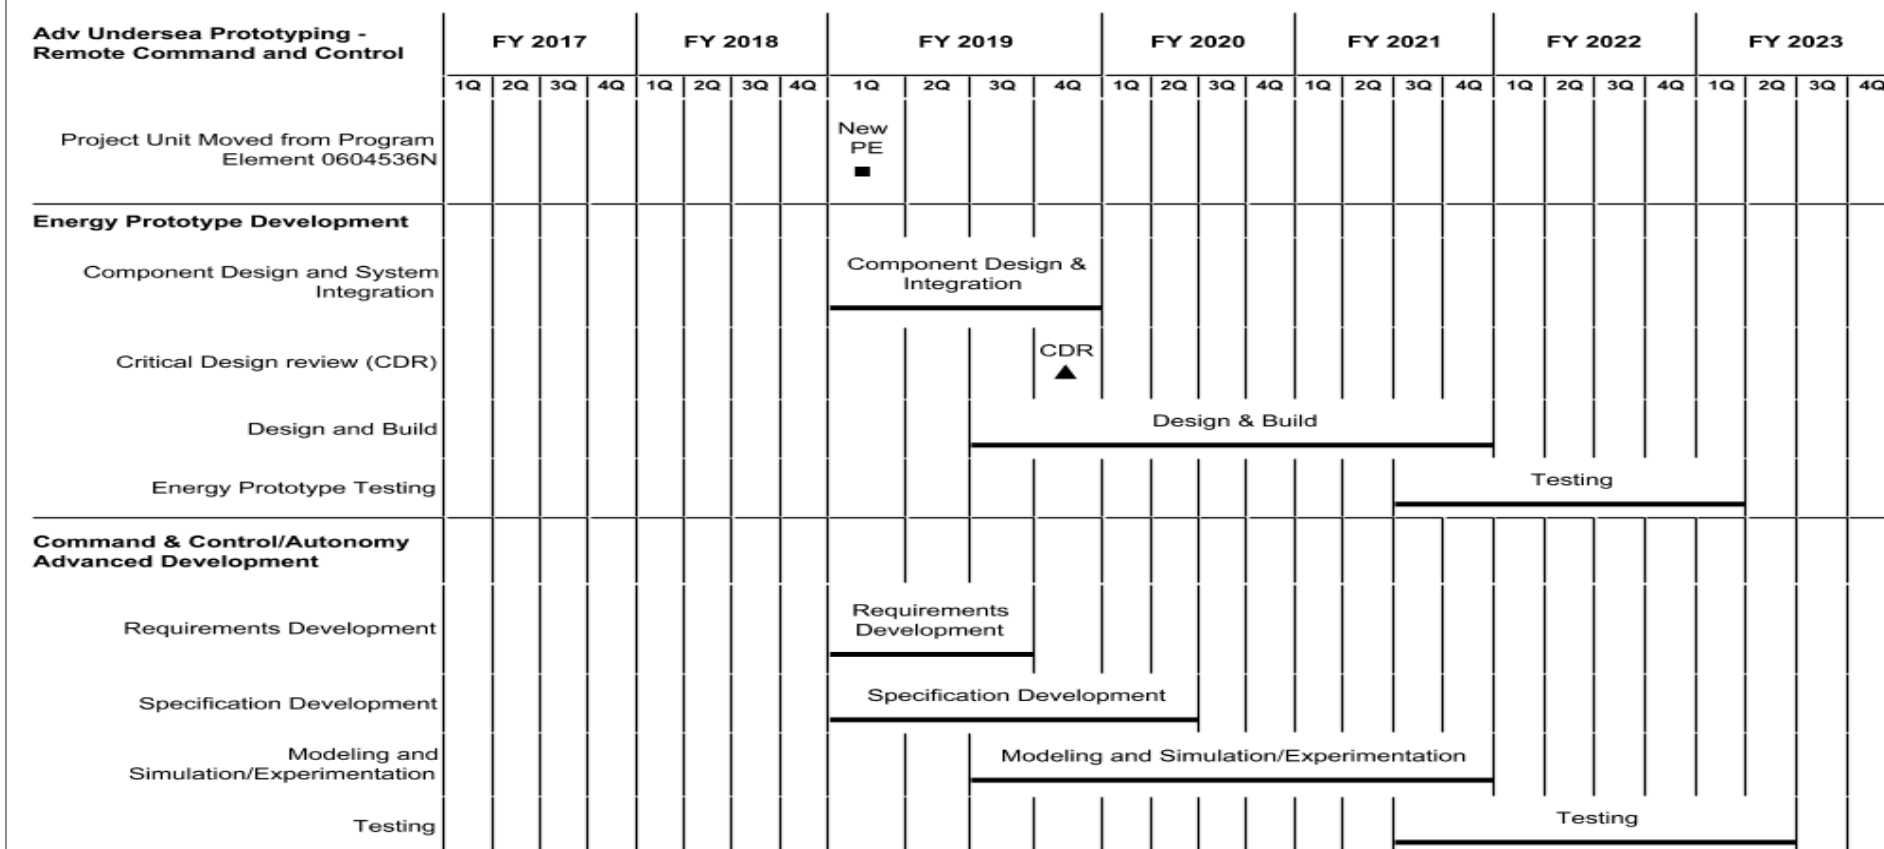 Adv Undersea Prototyping -
Remote Command and Control
FY 2017 FY 2018 FY 2019 FY 2020 FY 2021 FY 2022 FY 2023
1Q 2Q 3Q 4Q 1Q 2Q 3Q 4Q 1Q 2Q 3Q 4Q 1Q 2Q 3Q 4Q 1Q 2Q 3Q 4Q 1Q 2Q 3Q 4Q 1Q 2Q 3Q 4Q
Project Unit Moved from Program
Element 0604536N
New
PE
Energy Prototype Development
Component Design and System
Integration
Component Design &
Integration
Critical Design review (CDR)
CDR
Design and Build
Design & Build
Energy Prototype Testing
Testing
Command & Control/Autonomy
Advanced Development
Requirements Development
Requirements
Development
Specification Development
Specification Development
Modeling and
Simulation/Experimentation
Modeling and Simulation/Experimentation
Testing
Testing